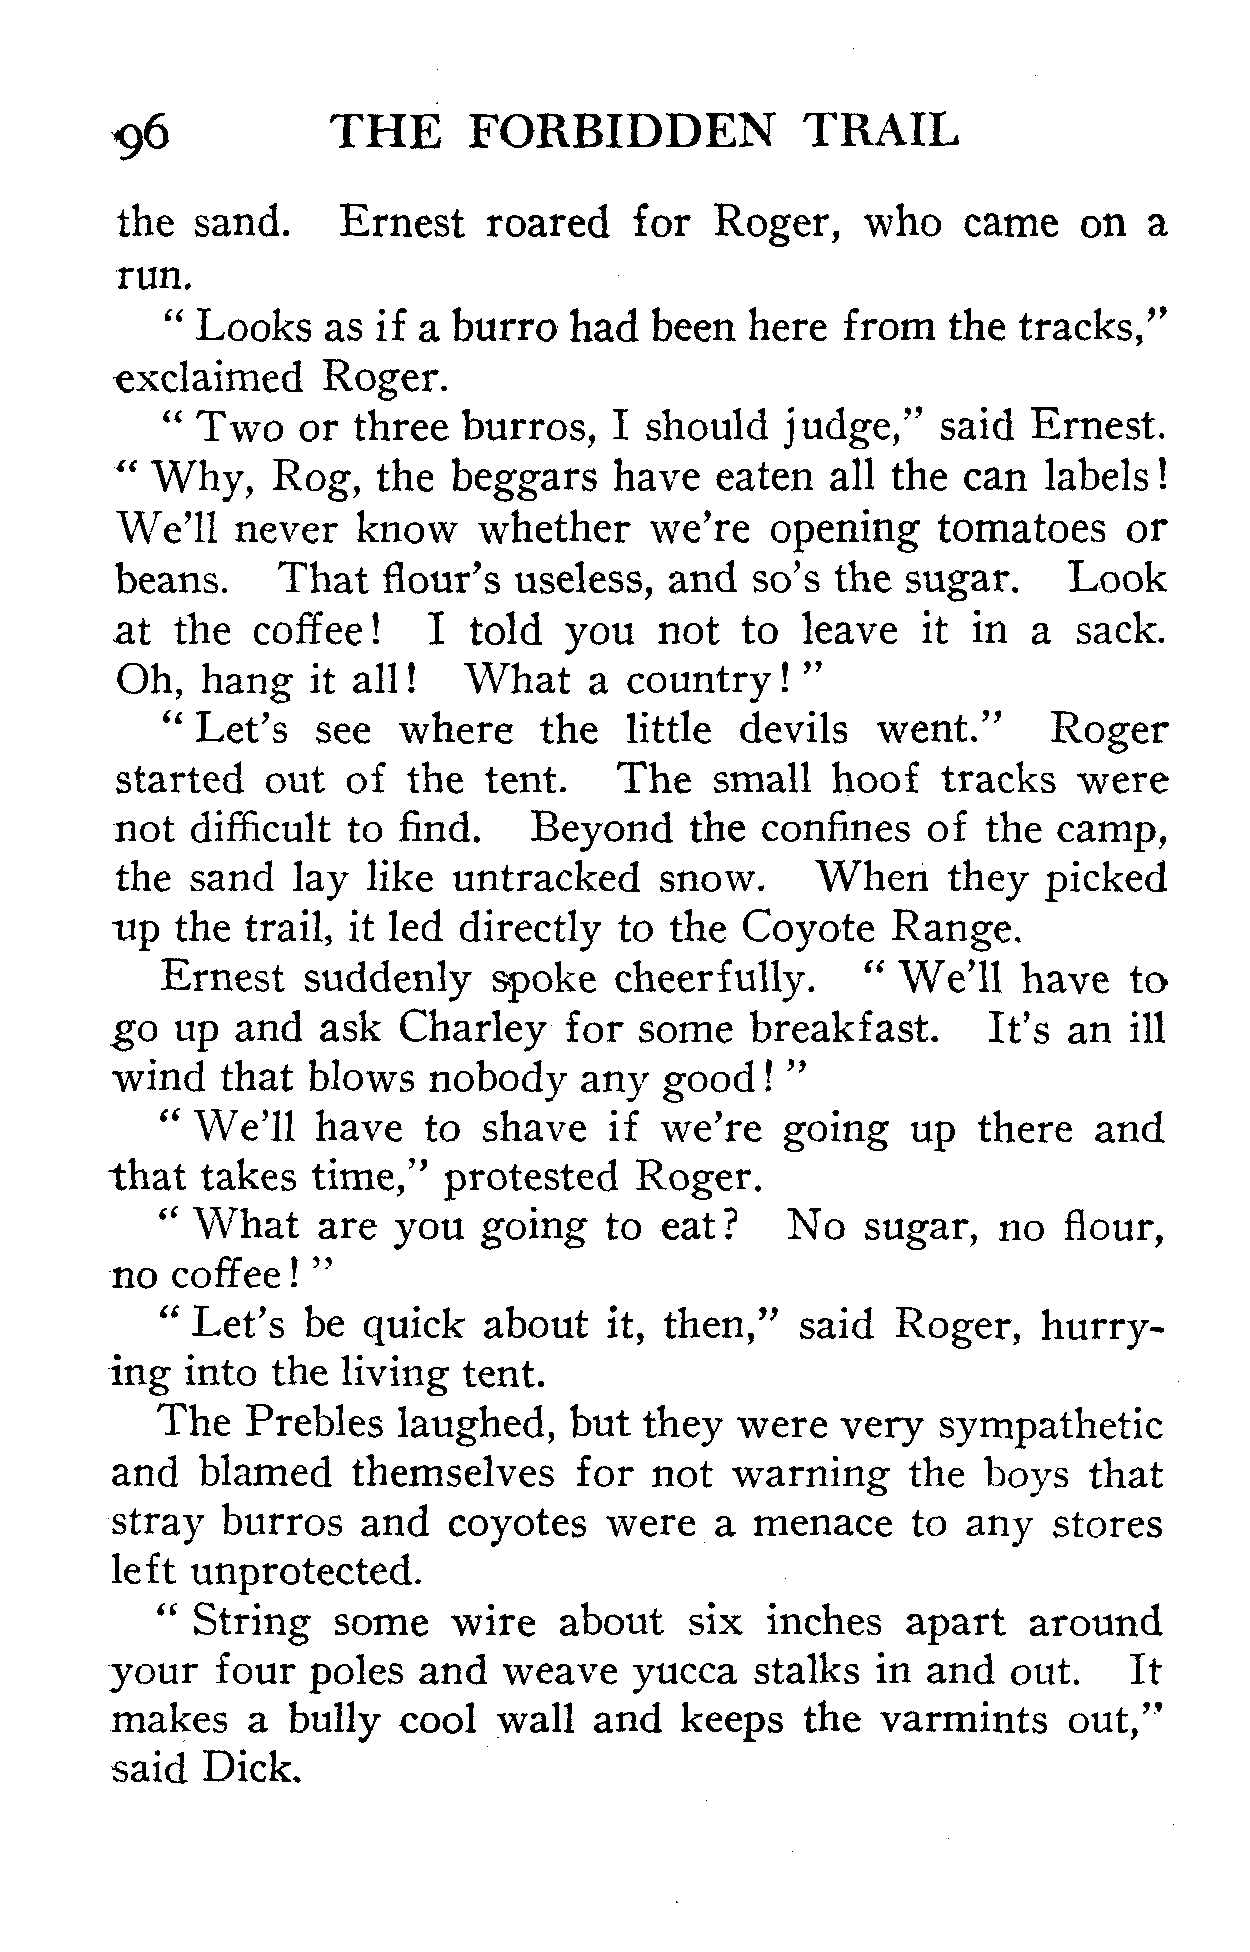 96 THE FORBIDDEN TRAIL
the sand. Ernest roared for Roger, who came on a
run.
“ Looks as if a burro had been here from the tracks,”
exclaimed Roger.
“ Two or three burros, I should judge,” said Ernest.
“ Why, Rog, the beggars have eaten all the can labels!
We’ll never know whether we’re opening tomatoes or
beans. That flour’s useless, and so’s the sugar. Look
at the coffee! I told you not to leave it in a sack.
Oh, hang it all! What a country! ”
“ Let’s see where the little devils went.” Roger
started out of the tent. The small hoof tracks were
not difficult to find. Beyond the confines of the camp,
the sand lay like untracked snow. When they picked
up the trail, it led directly to the Coyote Range.
Ernest suddenly spoke cheerfully. “ We’ll have to
go up and ask Charley for some breakfast. It’s an ill
wind that blows nobody any good! ”
“ We’ll have to shave if we’re going up there and
that takes time,” protested Roger.
“ What are you going to eat? No sugar, no flour,
no coffee! ”
“ Let’s be quick about it, then,” said Roger, hurry-
ing into the living tent.
The Prebles laughed, but they were very sympathetic
and blamed themselves for not warning the boys that
stray burros and coyotes were a menace to any stores
left unprotected.
“ String some wire about six inches apart around
your four poles and weave yucca stalks in and out. It
makes a bully cool wall and keeps the varmints out,”
said Dick.